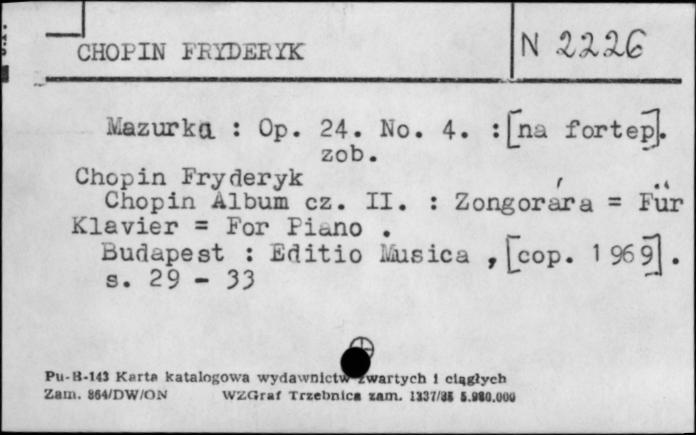 CHOPIN FRYDERYK
N 2226
Mazurka : Op. 24. No. 4. : [na fortep].
zob.
Chopin Fryderyk
Chopin Album cz. II. : Zongorára = Für
Klavier = For Piano .
Budapest : Editio Musica , [cop. 1969] .
s. 29 - 33
Pu-B-143 Karta katalogowa wydawnictw zwartych i ciągłych
Zam. 864/DW/ON WZGraf Trzebnica zam. 1337/85 5.980.000